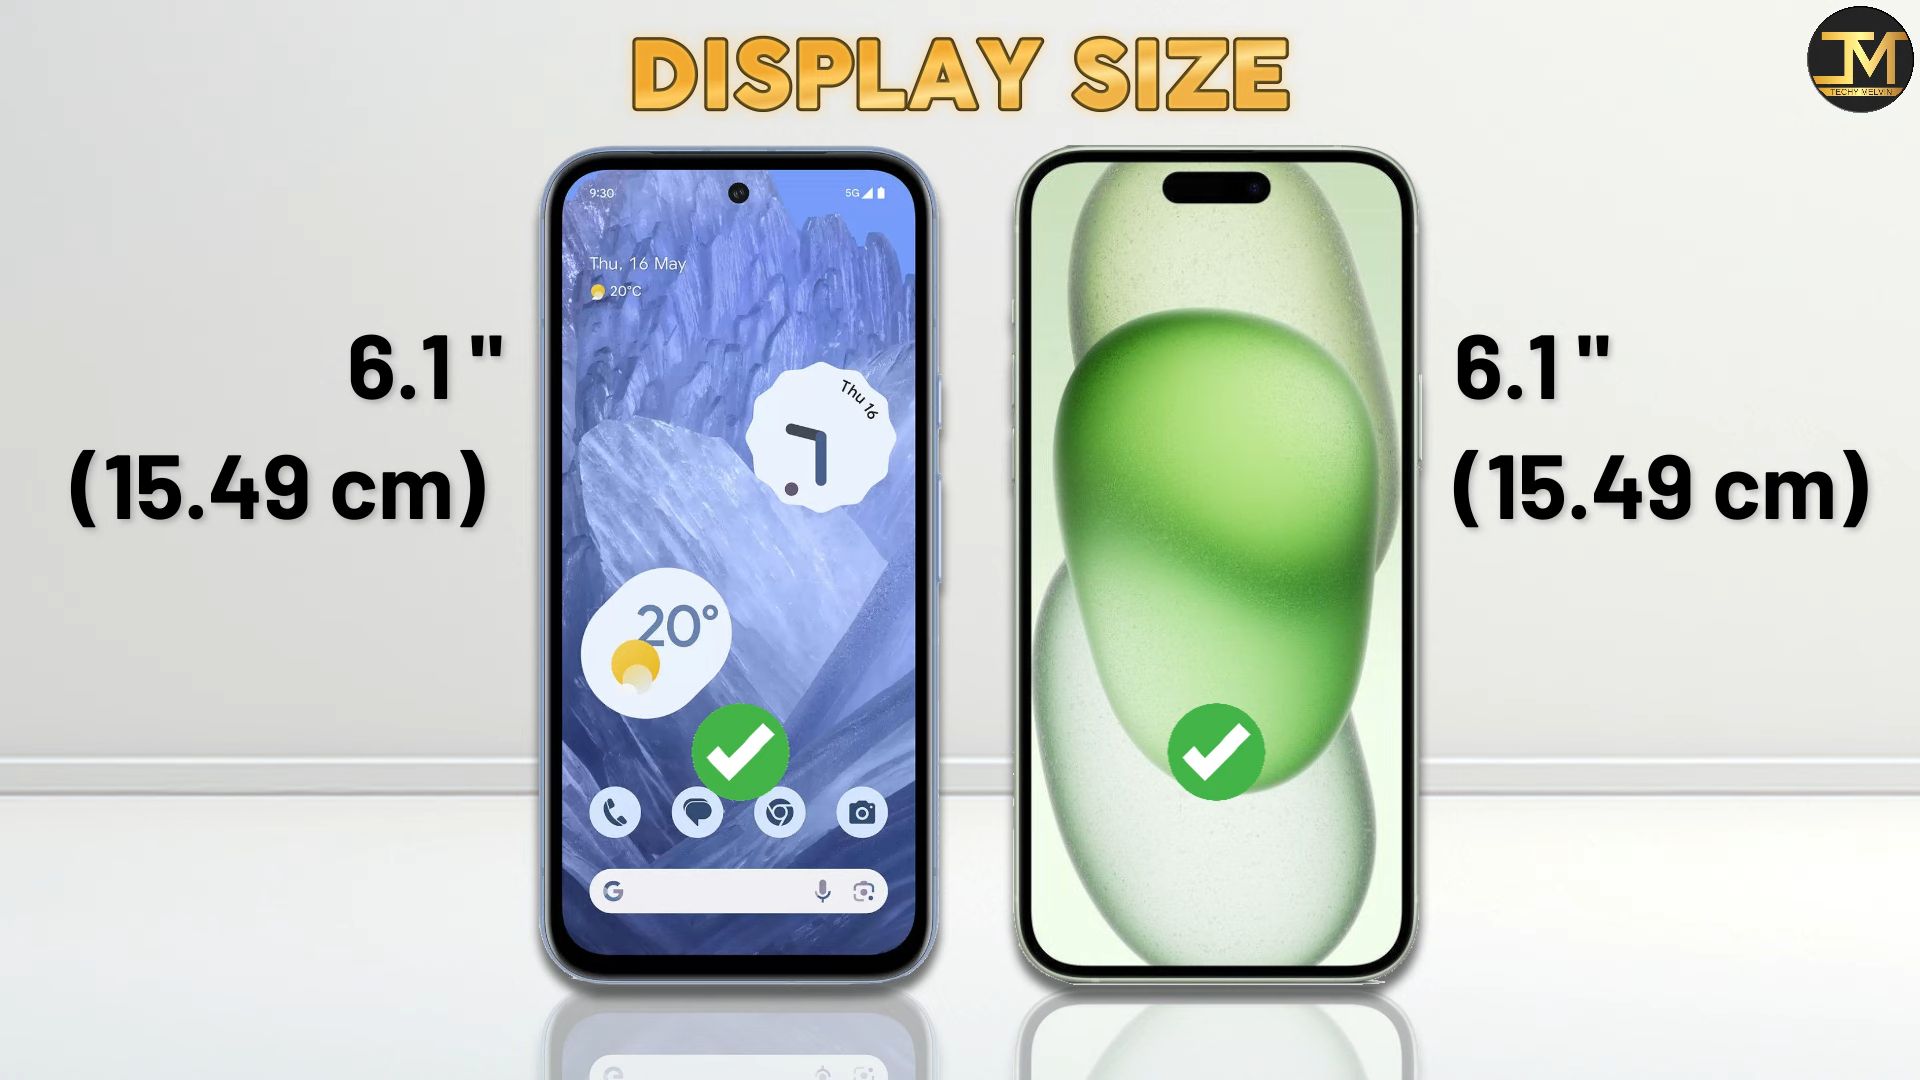 DISPLAY SIZE
TECHY MELVIN
9:30
5G
Thu, 16 May
20°C
Thu 16
20°
6.1"
(15.49 cm)
6.1"
(15.49 cm)